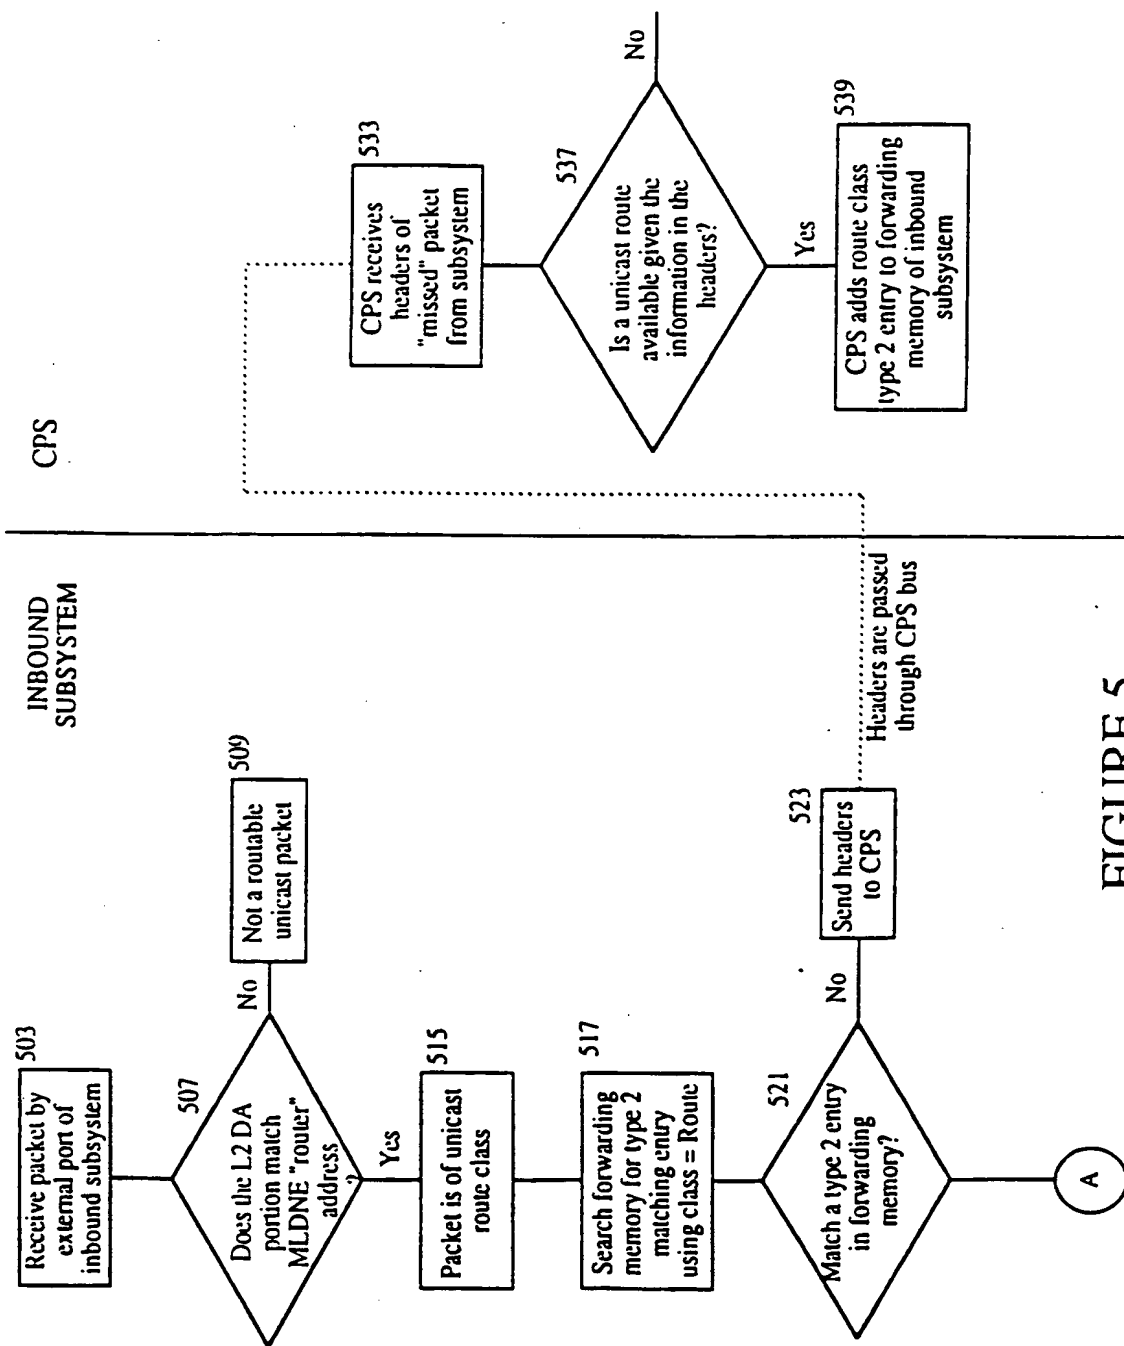 INBOUND
SUBSYSTEM
CPS
503
Receive packet by
external port of
inbound subsystem
507
Does the L2 DA
portion match
MLDNE "router"
address
?
No
509
Not a routable
unicast packet
Yes
515
Packet is of unicast
route class
517
Search forwarding
memory for type 2
matching entry
using class = Route
521
Match a type 2 entry
in forwarding
memory?
No
523
Send headers
to CPS
A
Headers are passed
through CPS bus
533
CPS receives
headers of
"missed" packet
from subsystem
537
Is a unicast route
available given the
information in the
headers?
No
Yes
539
CPS adds route class
type 2 entry to forwarding
memory of inbound
subsystem
FIGURE 5